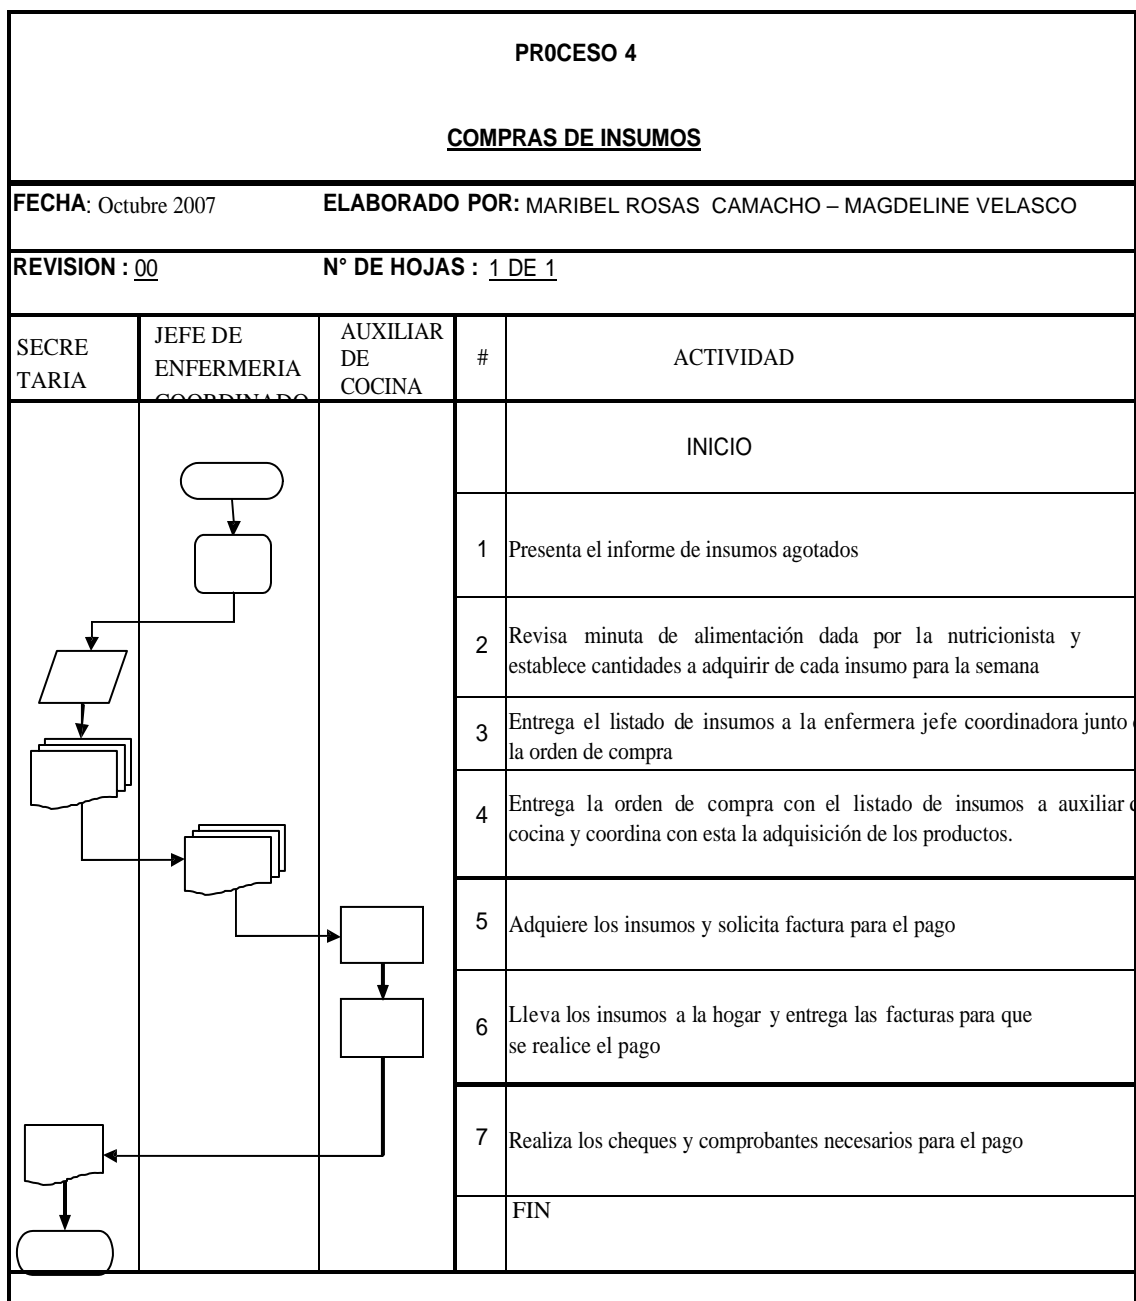 PR0CESO 4
COMPRAS DE INSUMOS
FECHA: Octubre 2007 ELABORADO POR: MARIBEL ROSAS CAMACHO – MAGDELINE VELASCO
REVISION : 00 N° DE HOJAS : 1 DE 1
SECRE
TARIA
JEFE DE
ENFERMERIA
COORDINADO
AUXILIAR
DE
COCINA
#
ACTIVIDAD
INICIO
1 Presenta el informe de insumos agotados
2 Revisa minuta de alimentación dada por la nutricionista y
establece cantidades a adquirir de cada insumo para la semana
3 Entrega el listado de insumos a la enfermera jefe coordinadora junto
la orden de compra
4 Entrega la orden de compra con el listado de insumos a auxiliar
cocina y coordina con esta la adquisición de los productos.
5 Adquiere los insumos y solicita factura para el pago
6 Lleva los insumos a la hogar y entrega las facturas para que
se realice el pago
7 Realiza los cheques y comprobantes necesarios para el pago
FIN